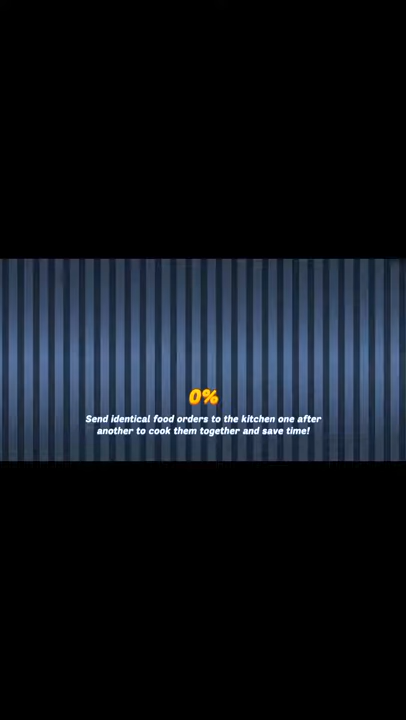 0%
Send identical food orders to the kitchen one after
another to cook them together and save time!